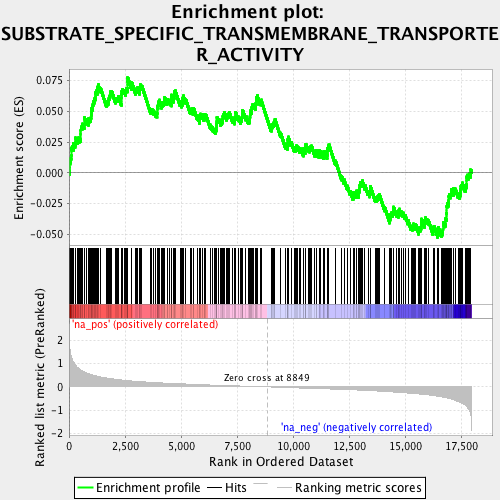 Enrichment plot:
SUBSTRATE_SPECIFIC_TRANSMEMBRANE_TRANSPORTE
R_ACTIVITY
Enrichment score (ES)
0.075
0.050
0.025
0.000
-0.025
-0.050
'na_pos' (positively correlated)
Ranked list metric (PreRanked)
2
1
0
-1
-2
Zero cross at 8849
'na_neg' (negatively correlated)
0
2,500
5,000
7,500
10,000
12,500
15,000
17,500
Rank in Ordered Dataset
Enrichment profile
Hits
Ranking metric scores